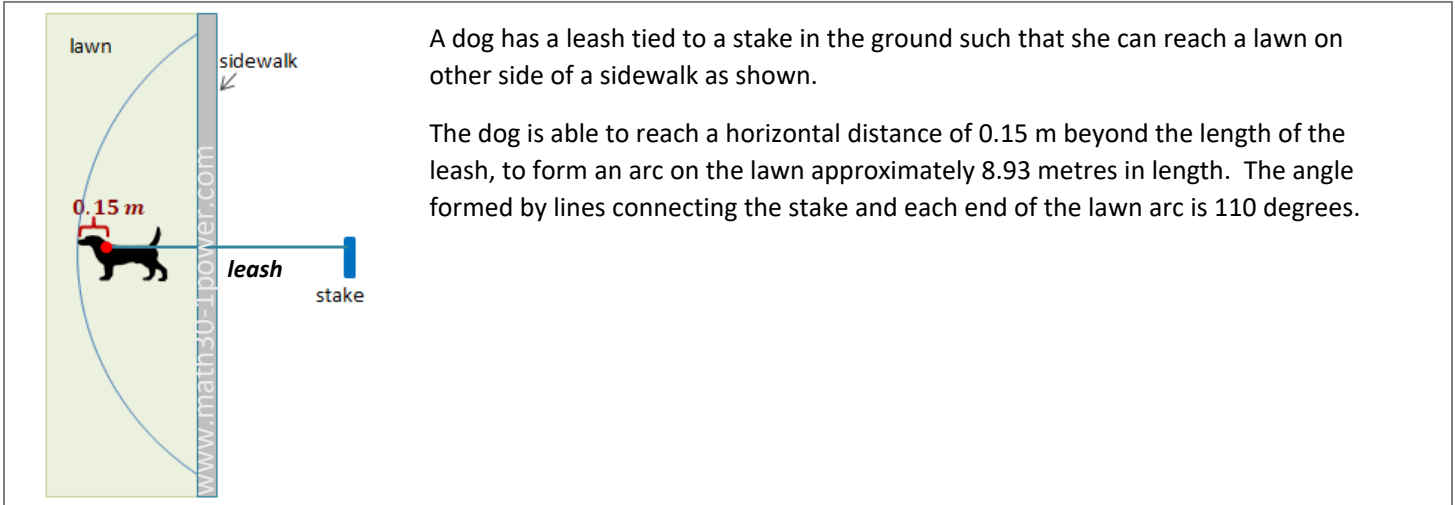 lawn
sidewalk
0.15 m
leash
stake
www.math30-1power.com
A dog has a leash tied to a stake in the ground such that she can reach a lawn on
other side of a sidewalk as shown.
The dog is able to reach a horizontal distance of 0.15 m beyond the length of the
leash, to form an arc on the lawn approximately 8.93 metres in length. The angle
formed by lines connecting the stake and each end of the lawn arc is 110 degrees.